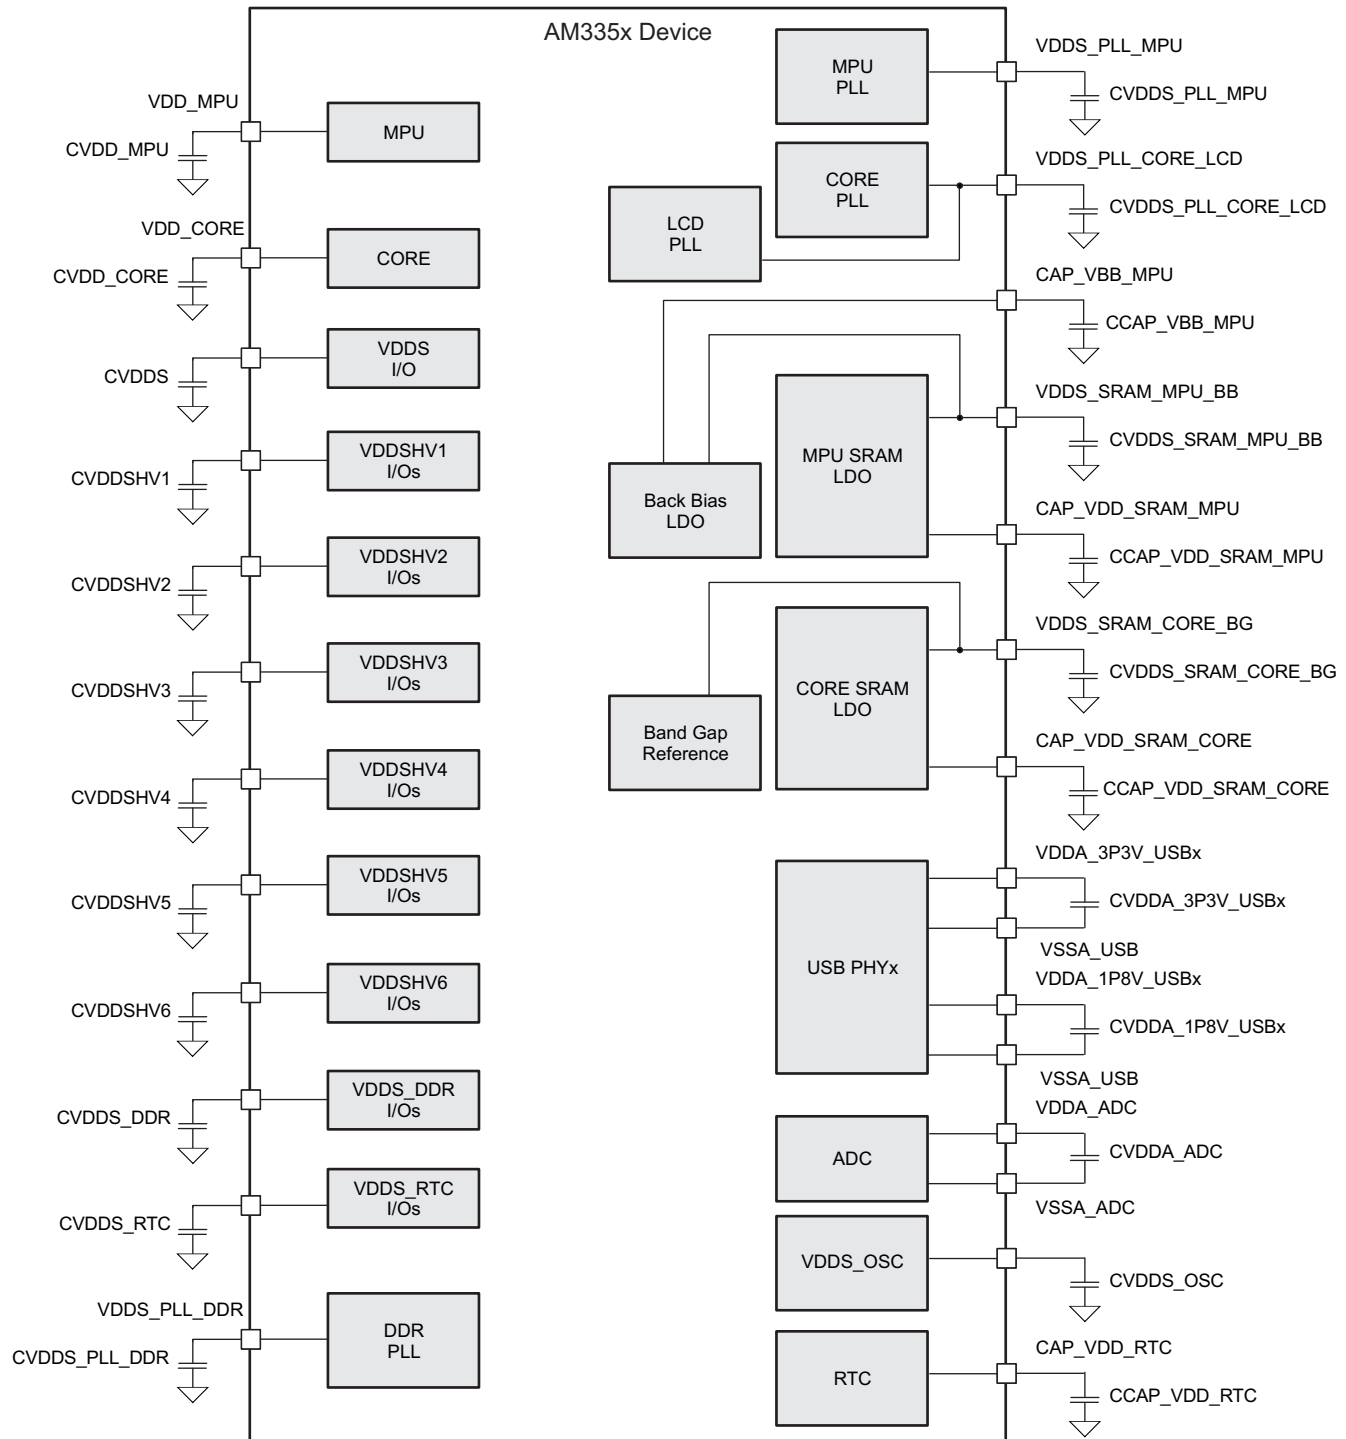 AM335x Device
VDD_MPU
CVDD_MPU
MPU
VDD_CORE
CVDD_CORE
CORE
CVDDS
VDDS
I/O
CVDDSHV1
VDDSHV1
I/Os
CVDDSHV2
VDDSHV2
I/Os
CVDDSHV3
VDDSHV3
I/Os
CVDDSHV4
VDDSHV4
I/Os
CVDDSHV5
VDDSHV5
I/Os
CVDDSHV6
VDDSHV6
I/Os
CVDDS_DDR
VDDS_DDR
I/Os
CVDDS_RTC
VDDS_RTC
I/Os
VDDS_PLL_DDR
CVDDS_PLL_DDR
DDR
PLL
MPU
PLL
VDDS_PLL_MPU
CVDDS_PLL_MPU
CORE
PLL
LCD
PLL
VDDS_PLL_CORE_LCD
CVDDS_PLL_CORE_LCD
CAP_VBB_MPU
CCAP_VBB_MPU
MPU SRAM
LDO
Back Bias
LDO
VDDS_SRAM_MPU_BB
CVDDS_SRAM_MPU_BB
CAP_VDD_SRAM_MPU
CCAP_VDD_SRAM_MPU
CORE SRAM
LDO
Band Gap
Reference
VDDS_SRAM_CORE_BG
CVDDS_SRAM_CORE_BG
CAP_VDD_SRAM_CORE
CCAP_VDD_SRAM_CORE
USB PHYx
VDDA_3P3V_USBx
CVDDA_3P3V_USBx
VSSA_USB
VDDA_1P8V_USBx
CVDDA_1P8V_USBx
VSSA_USB
ADC
VDDA_ADC
CVDDA_ADC
VSSA_ADC
VDDS_OSC
CVDDS_OSC
RTC
CAP_VDD_RTC
CCAP_VDD_RTC